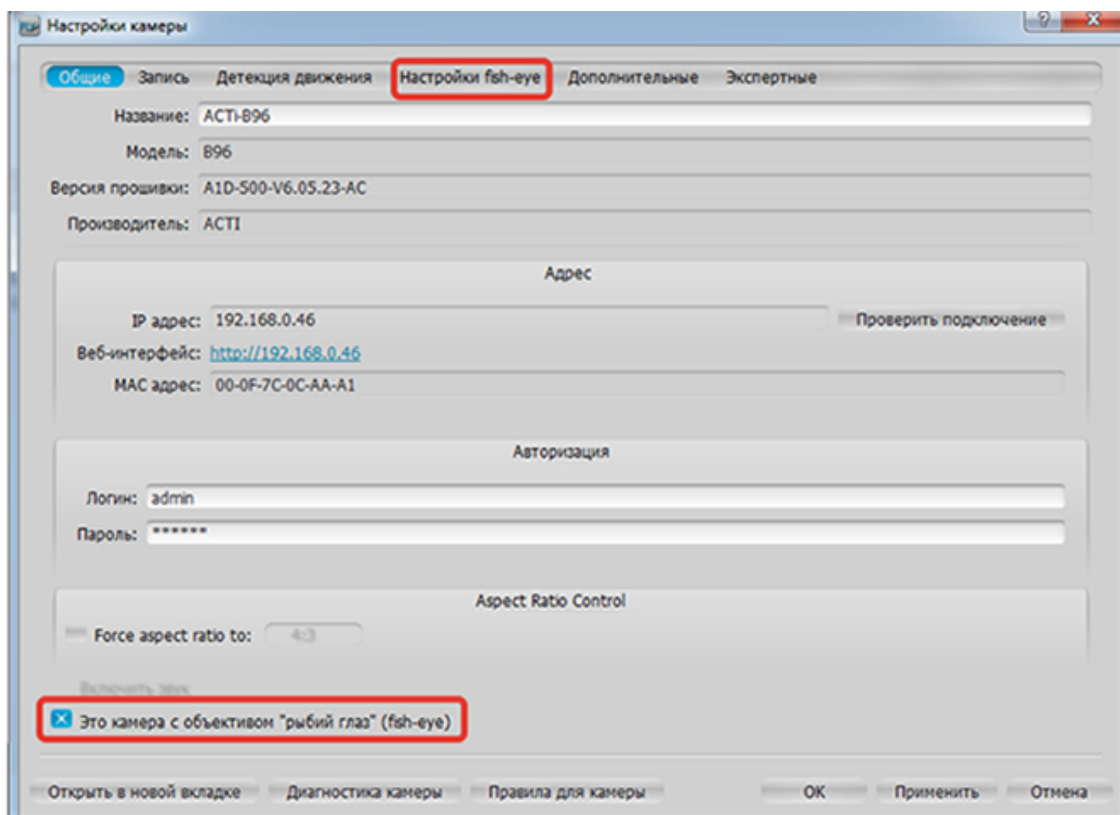 Настройки камеры
Общие Запись Детекция движения Настройки fish-eye Дополнительные Экспертные
Название: ACTi-B96
Модель: B96
Версия прошивки: A1D-500-V6.05.23-AC
Производитель: ACTI
Адрес
IP адрес: 192.168.0.46 Проверить подключение
Веб-интерфейс: http://192.168.0.46
MAC адрес: 00-0F-7C-0C-AA-A1
Авторизация
Логин: admin
Пароль: ******
Aspect Ratio Control
Force aspect ratio to: 4:3
Включить звук
Это камера с объективом "рыбий глаз" (fish-eye)
Открыть в новой вкладке Диагностика камеры Правила для камеры OK Применить Отмена